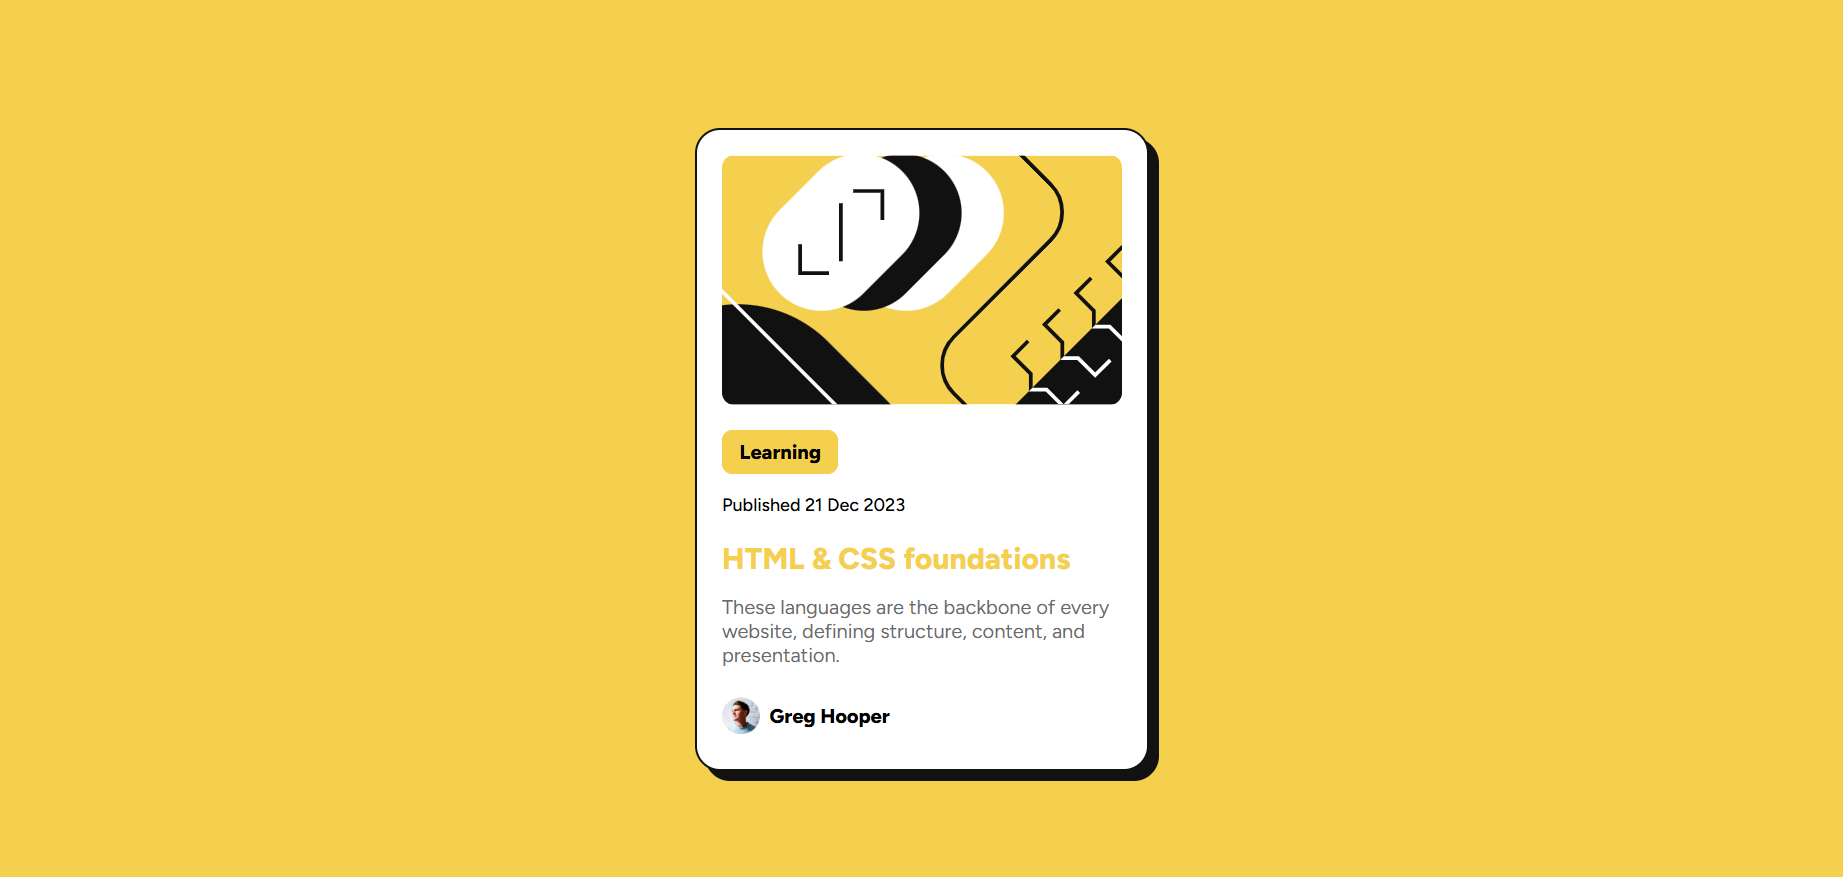 Learning
Published 21 Dec 2023
HTML & CSS foundations
These languages are the backbone of every
website, defining structure, content, and
presentation.
Greg Hooper